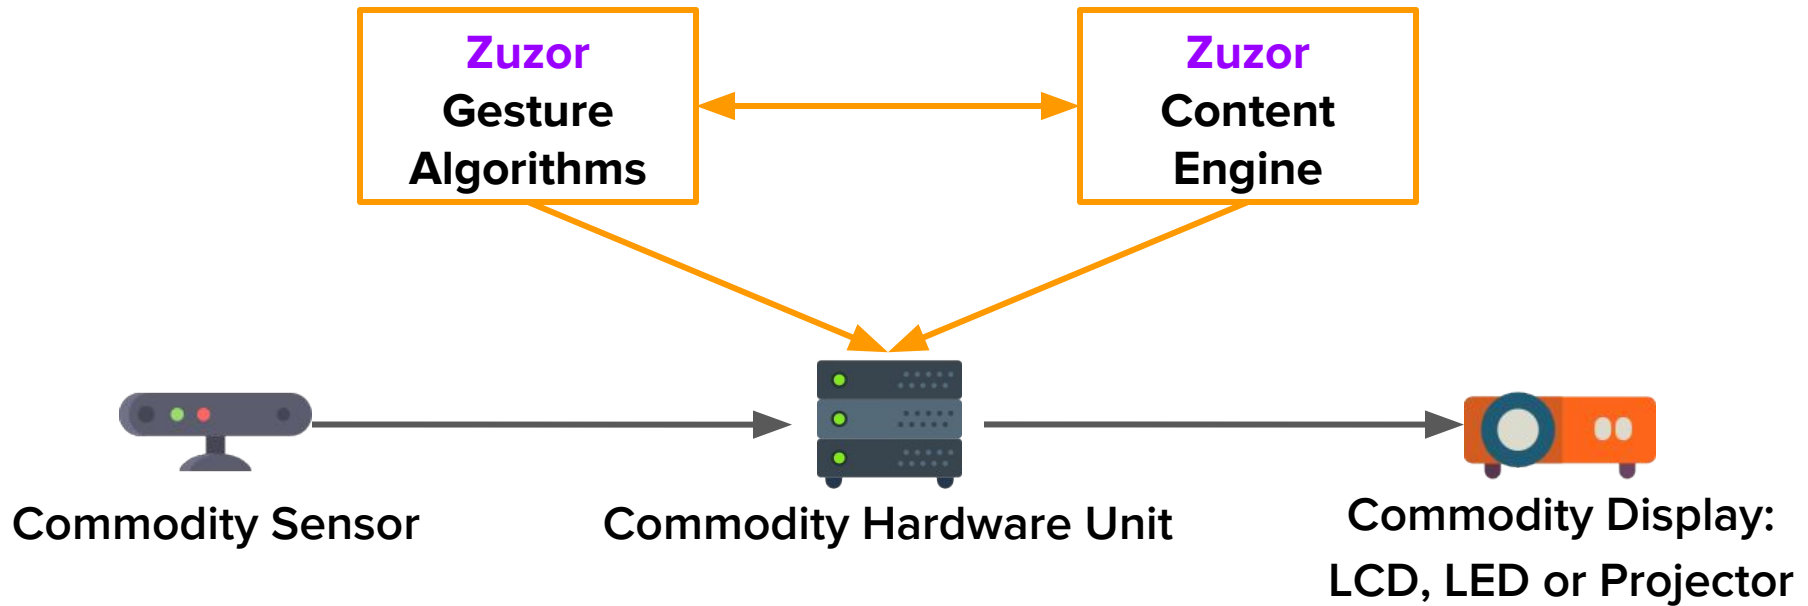 Zuzor
Gesture
Algorithms
Zuzor
Content
Engine
Commodity Sensor
Commodity Hardware Unit
Commodity Display:
LCD, LED or Projector